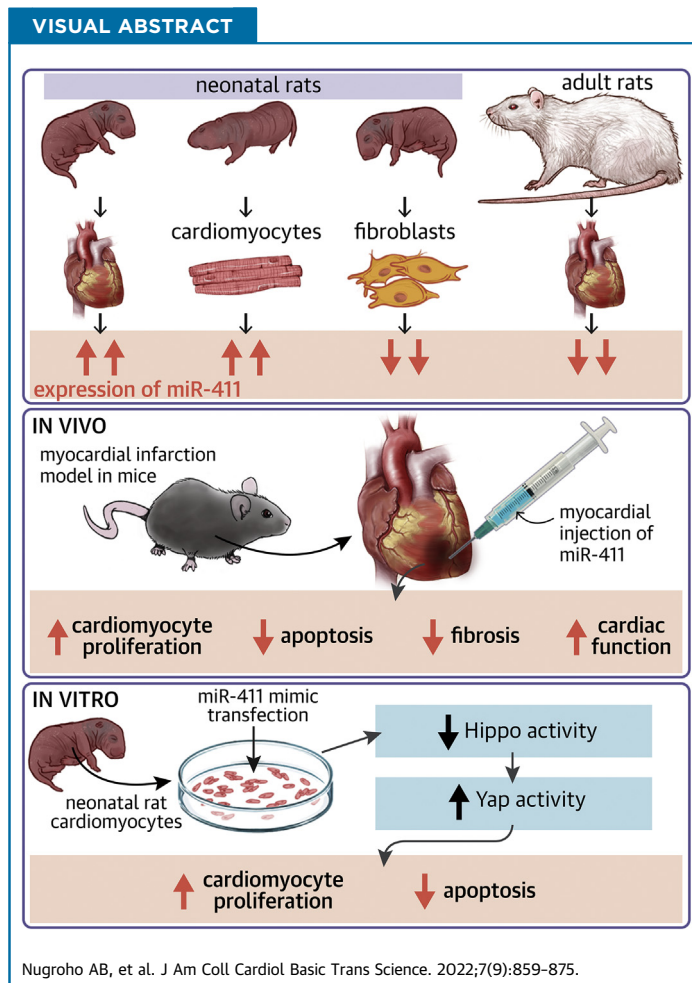 VISUAL ABSTRACT
neonatal rats
adult rats
cardiomyocytes
fibroblasts
expression of miR-411
IN VIVO
myocardial infarction
model in mice
myocardial
injection of
miR-411
cardiomyocyte
proliferation
apoptosis
fibrosis
cardiac
function
IN VITRO
miR-411 mimic
transfection
neonatal rat
cardiomyocytes
Hippo activity
Yap activity
cardiomyocyte
proliferation
apoptosis
Nugroho AB, et al. J Am Coll Cardiol Basic Trans Science. 2022;7(9):859–875.